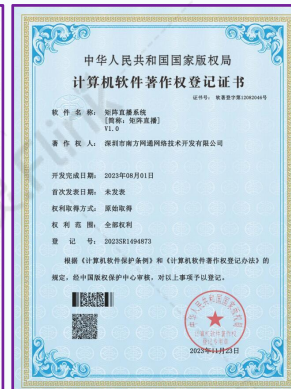 中华人民共和国国家版权局
计算机软件著作权登记证书
证书号: 软著登字第12082046号
软件名称: 矩阵直播系统
[简称: 矩阵直播]
V1.0
著作权人: 深圳市南方网通网络技术开发有限公司
开发完成日期: 2023年08月01日
首次发表日期: 未发表
权利取得方式: 原始取得
权利范围: 全部权利
登记号: 2023SR1494873
根据《计算机软件保护条例》和《计算机软件著作权登记办法》的
规定,经中国版权保护中心审核,对以上事项予以登记。
2023年11月23日